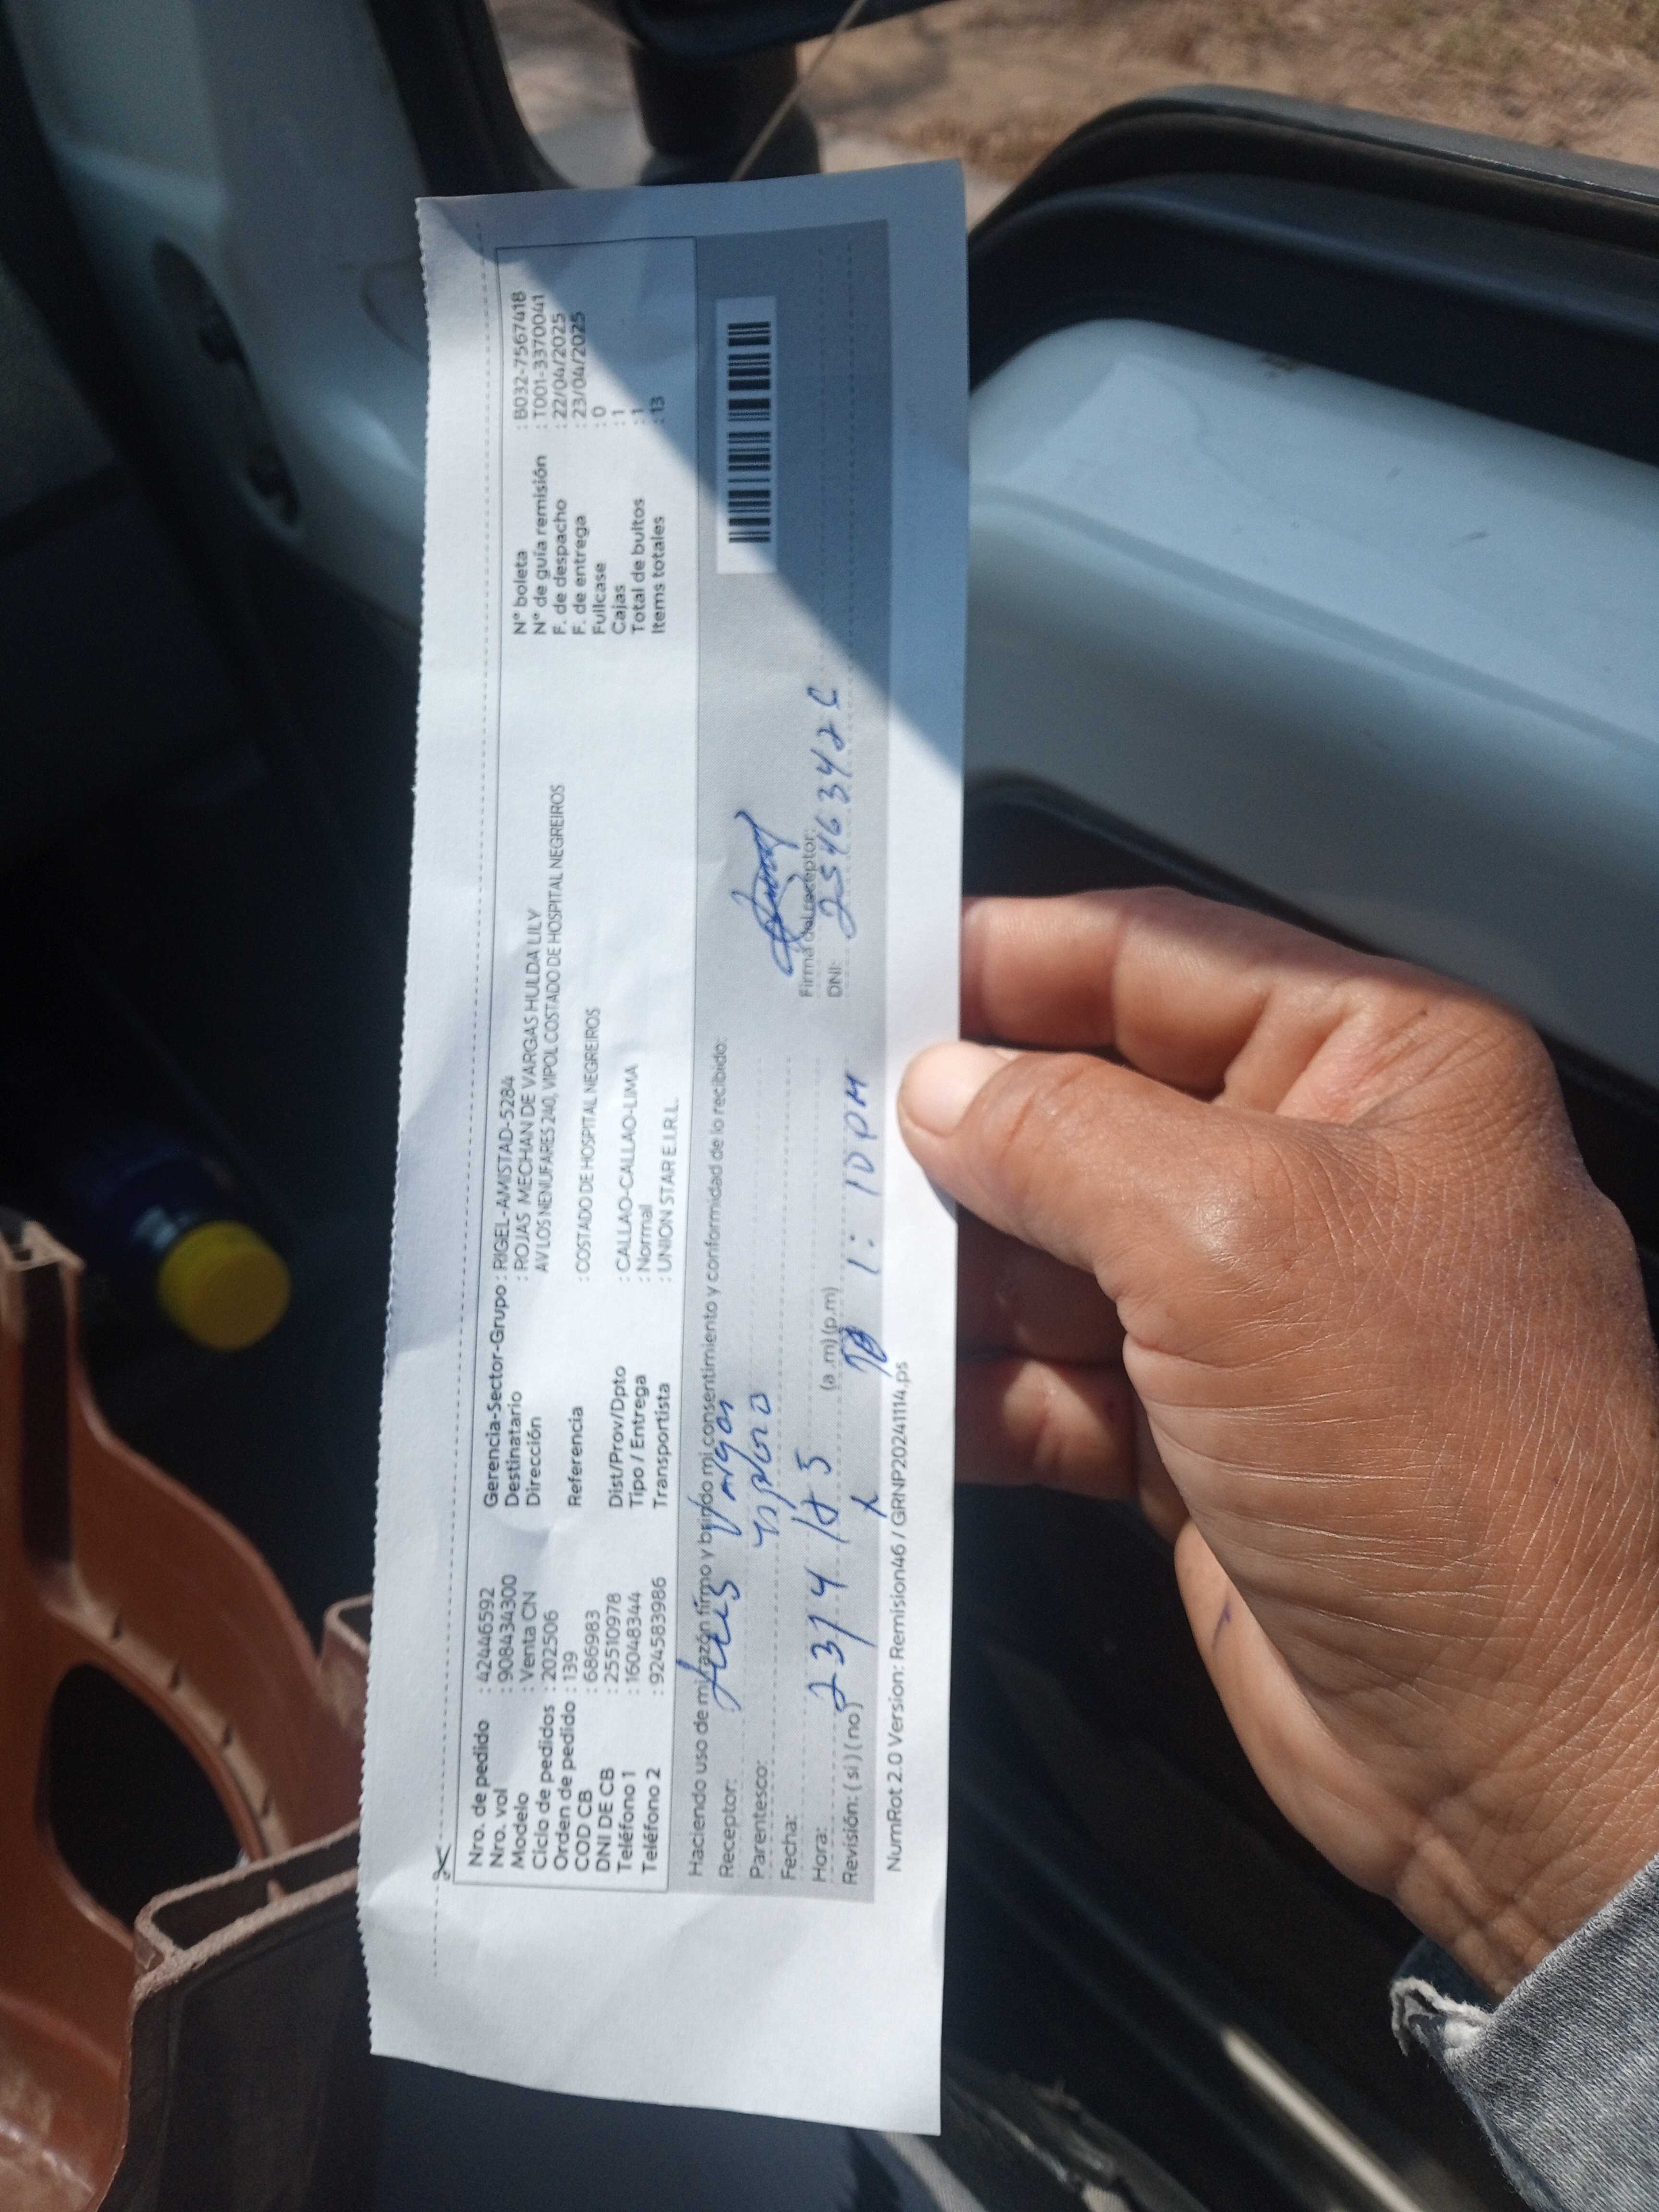 Nro. de pedido : 42446592
Nro. vol : 908434300
Modelo : Venta CN
Ciclo de pedidos : 202506
Orden de pedido : 139
COD CB : 686983
DNI DE CB : 25510978
Teléfono 1 : 16048344
Teléfono 2 : 924583986
Gerencia-Sector-Grupo : RIGEL-AMISTAD-5284
Destinatario : ROJAS MECHAN DE VARGAS HULDA LILY
Dirección AV LOS NENUFARES 240, VIPOL COSTADO DE HOSPITAL NEGREIROS
Referencia : COSTADO DE HOSPITAL NEGREIROS
Dist/Prov/Dpto : CALLAO-CALLAO-LIMA
Tipo / Entrega : Normal
Transportista : UNION STAR E.I.R.L.
N° boleta : B032-7567418
N° de guía remisión : T001-3370041
F. de despacho : 22/04/2025
F. de entrega : 23/04/2025
Fullcase : 0
Cajas : 1
Total de bultos : 1
Items totales : 13
Haciendo uso de mi razón firmo y brindo mi consentimiento y conformidad de lo recibido:
Receptor: Vargas
Parentesco:
Fecha: 23/4
Hora: (a .m) (p.m) 1:10 PM
Revisión: ( si ) ( no ) x
Firma del receptor:
DNI:
NumRot 2.0 Version: Remision46 / GRNP20241114.ps